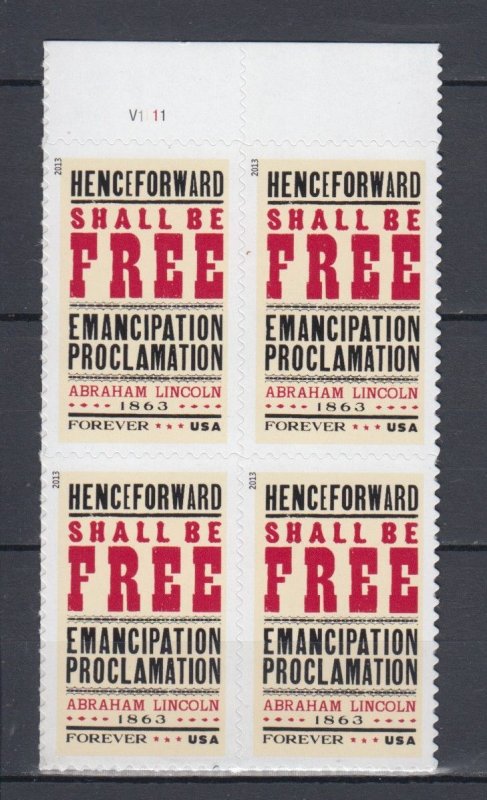 V1111
2013
HENCEFORWARD
SHALL BE
FREE
EMANCIPATION
PROCLAMATION
ABRAHAM LINCOLN
1863
FOREVER USA
2013
HENCEFORWARD
SHALL BE
FREE
EMANCIPATION
PROCLAMATION
ABRAHAM LINCOLN
1863
FOREVER USA
2013
HENCEFORWARD
SHALL BE
FREE
EMANCIPATION
PROCLAMATION
ABRAHAM LINCOLN
1863
FOREVER USA
2013
HENCEFORWARD
SHALL BE
FREE
EMANCIPATION
PROCLAMATION
ABRAHAM LINCOLN
1863
FOREVER USA